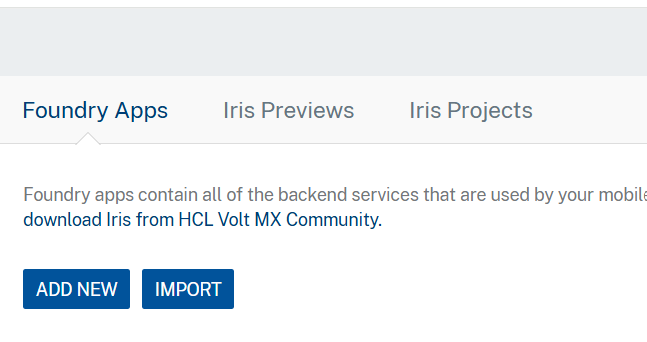 Foundry Apps Iris Previews Iris Projects
Foundry apps contain all of the backend services that are used by your mobile
download Iris from HCL Volt MX Community.
ADD NEW IMPORT